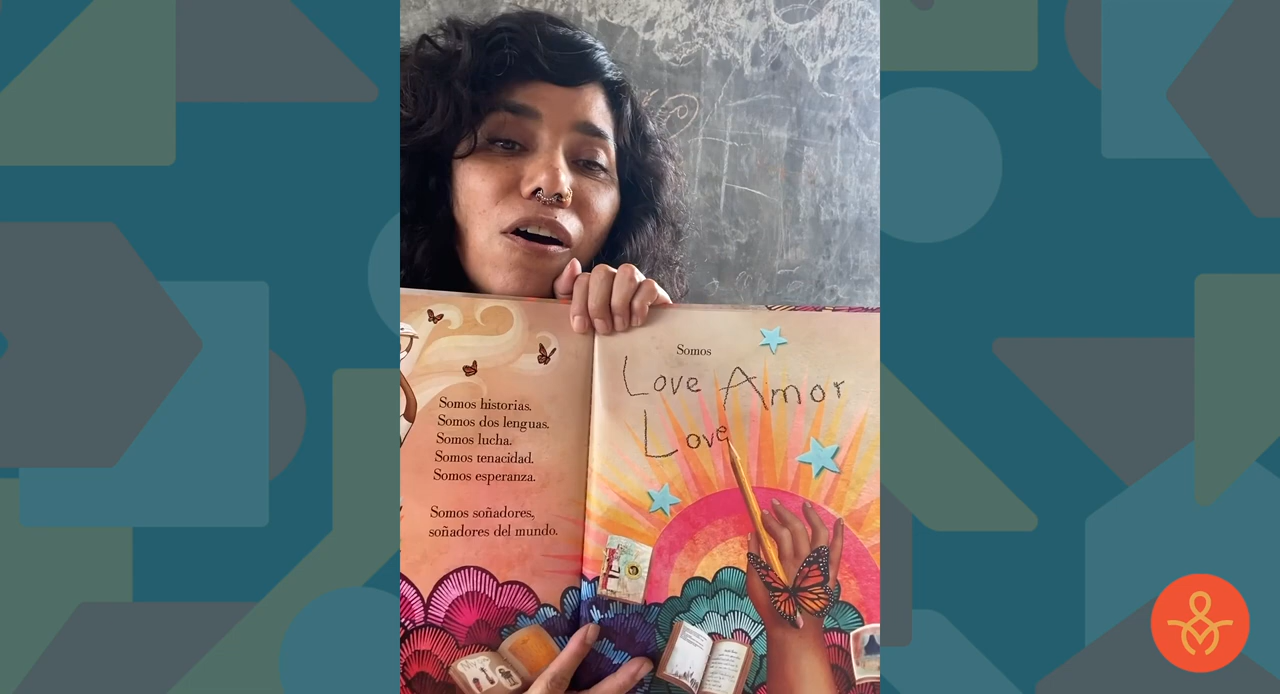 Somos historias.
Somos dos lenguas.
Somos lucha.
Somos tenacidad.
Somos esperanza.
Somos soñadores,
soñadores del mundo.
Somos
Love Amor
Love